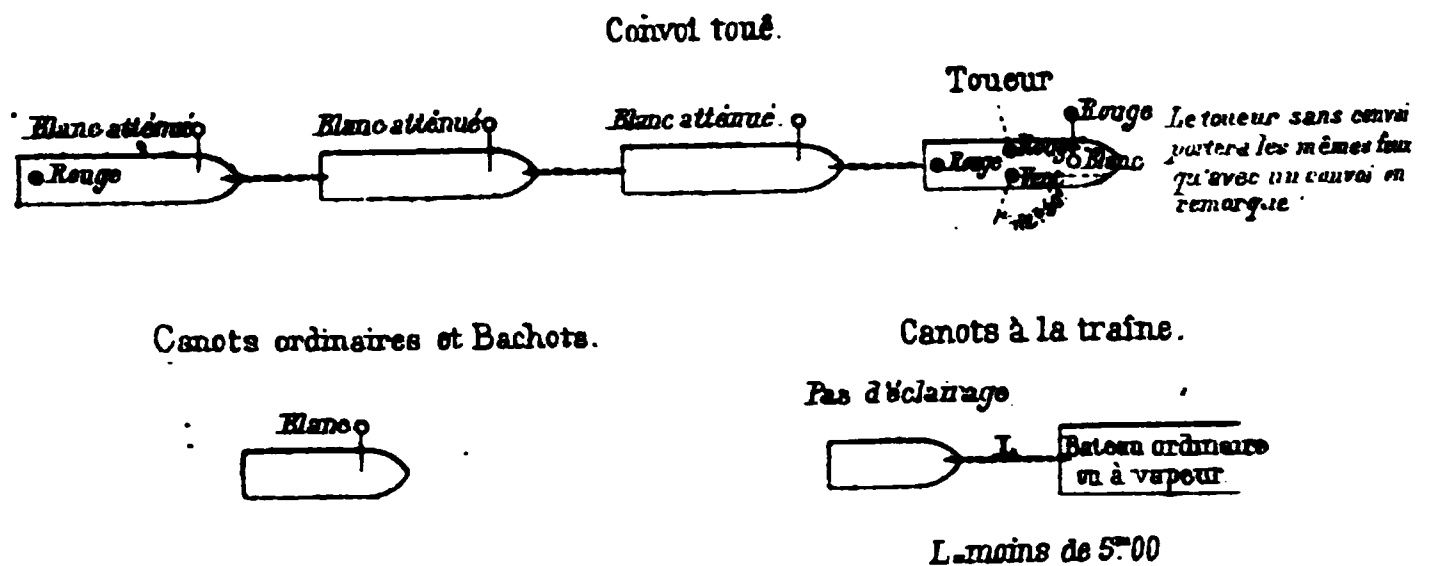 Convoi toué.
Toueur
Blanc atténué
Blanc atténué
Blanc atténué.
Rouge
Rouge
Rouge
Rouge
Blanc
Le toueur sans convoi
portera les mêmes feux
qu'avec un convoi en
remorque
Canots ordinaires et Bachots.
Blanc
Canots à la traîne.
Pas d'éclairage
L
Bateau ordinaire
ou à vapeur
L=moins de 5m00